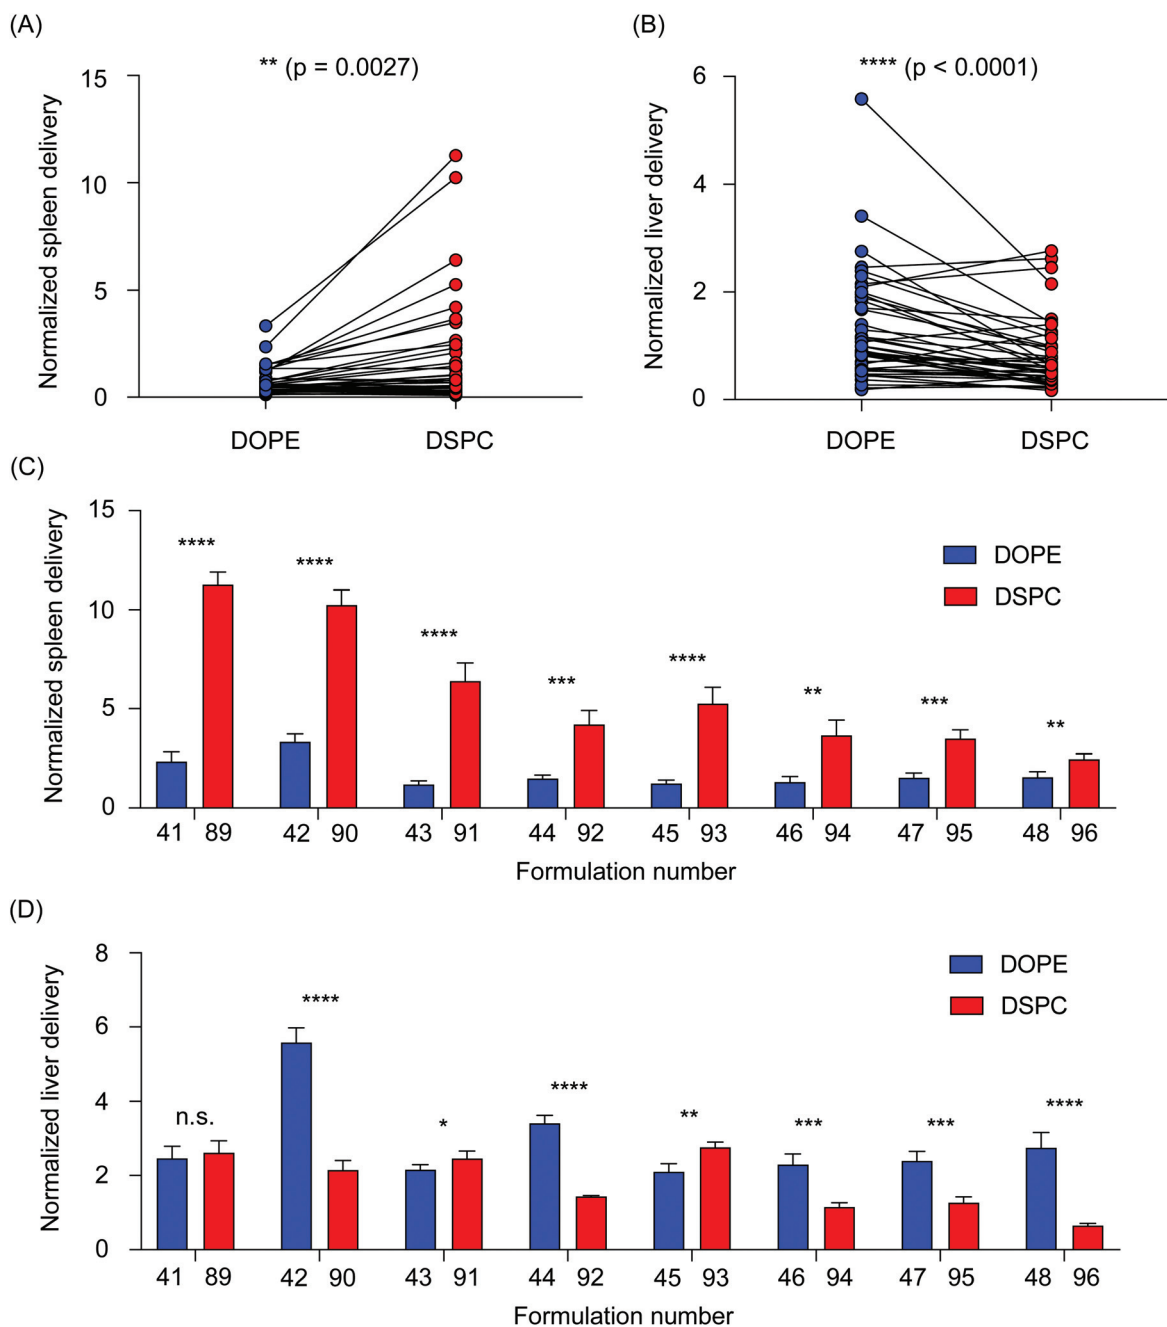 (A)
** (p = 0.0027)
Normalized spleen delivery
15
10
5
0
DOPE DSPC
(B)
**** (p < 0.0001)
Normalized liver delivery
6
4
2
0
DOPE DSPC
(C)
Normalized spleen delivery
15
10
5
0
**** **** **** *** **** ** *** **
DOPE
DSPC
41 89 42 90 43 91 44 92 45 93 46 94 47 95 48 96
Formulation number
(D)
Normalized liver delivery
8
6
4
2
0
n.s. **** * **** ** *** *** ****
DOPE
DSPC
41 89 42 90 43 91 44 92 45 93 46 94 47 95 48 96
Formulation number